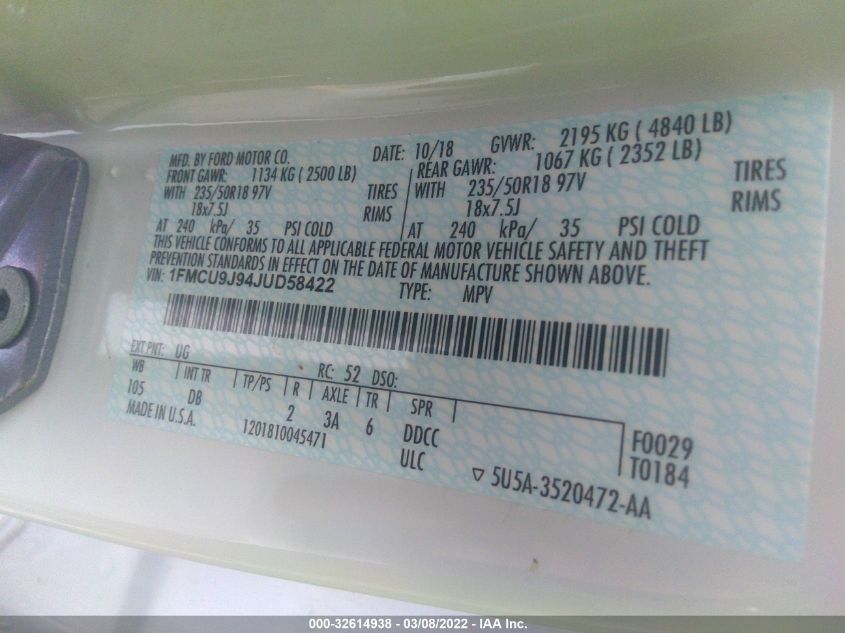 MFD. BY FORD MOTOR CO. DATE: 10/18 GVWR: 2195 KG ( 4840 LB)
FRONT GAWR: 1134 KG ( 2500 LB) REAR GAWR: 1067 KG ( 2352 LB)
WITH 235/50R18 97V TIRES WITH 235/50R18 97V TIRES
18x7.5J RIMS 18x7.5J RIMS
AT 240 kPa/ 35 PSI COLD AT 240 kPa/ 35 PSI COLD
THIS VEHICLE CONFORMS TO ALL APPLICABLE FEDERAL MOTOR VEHICLE SAFETY AND THEFT
PREVENTION STANDARDS IN EFFECT ON THE DATE OF MANUFACTURE SHOWN ABOVE.
VIN: 1FMCU9J94JUD58422 TYPE: MPV
EXT PNT: UG RC: 52 DSO:
WB INT TR TP/PS R AXLE TR SPR
105 DB 2 3A 6 DDCC F0029
MADE IN U.S.A. 1201810045471 ULC T0184
▽ 5U5A-3520472-AA
000-32614938 - 03/08/2022 - IAA Inc.